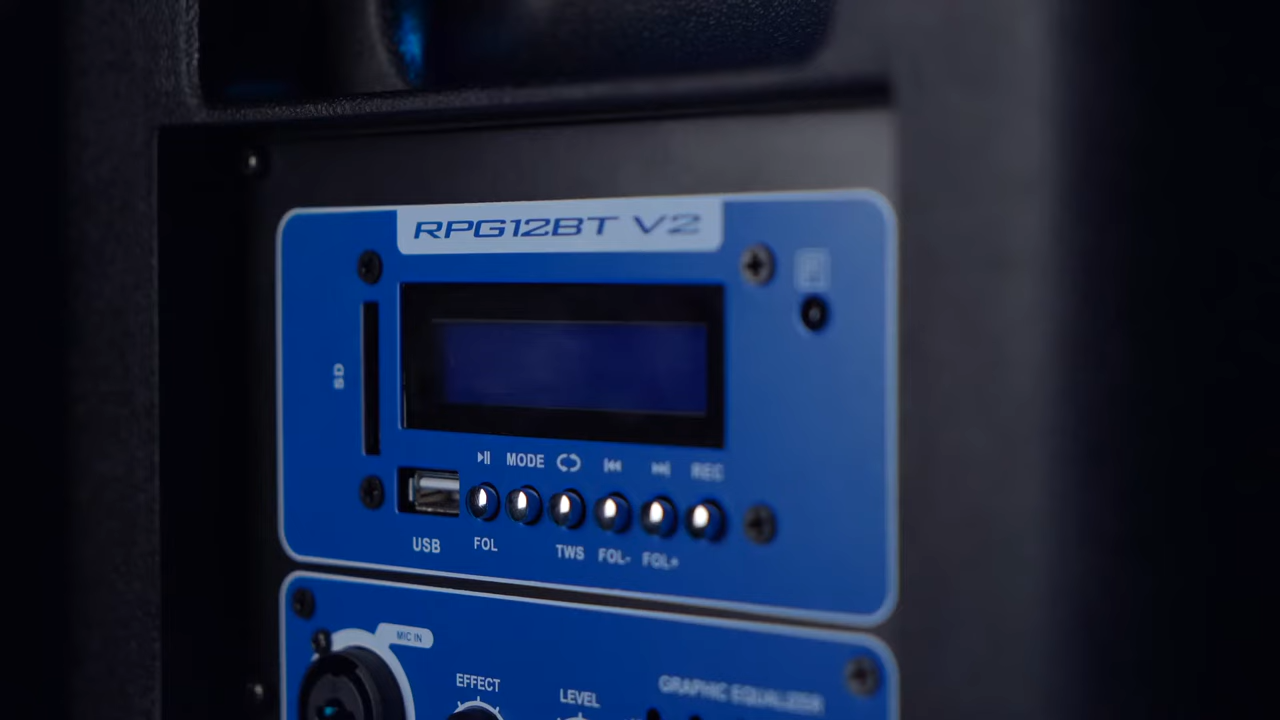 RPG12BT V2
SD
MODE REC
USB FOL TWS FOL- FOL+
MIC IN
EFFECT LEVEL GRAPHIC EQUALIZER